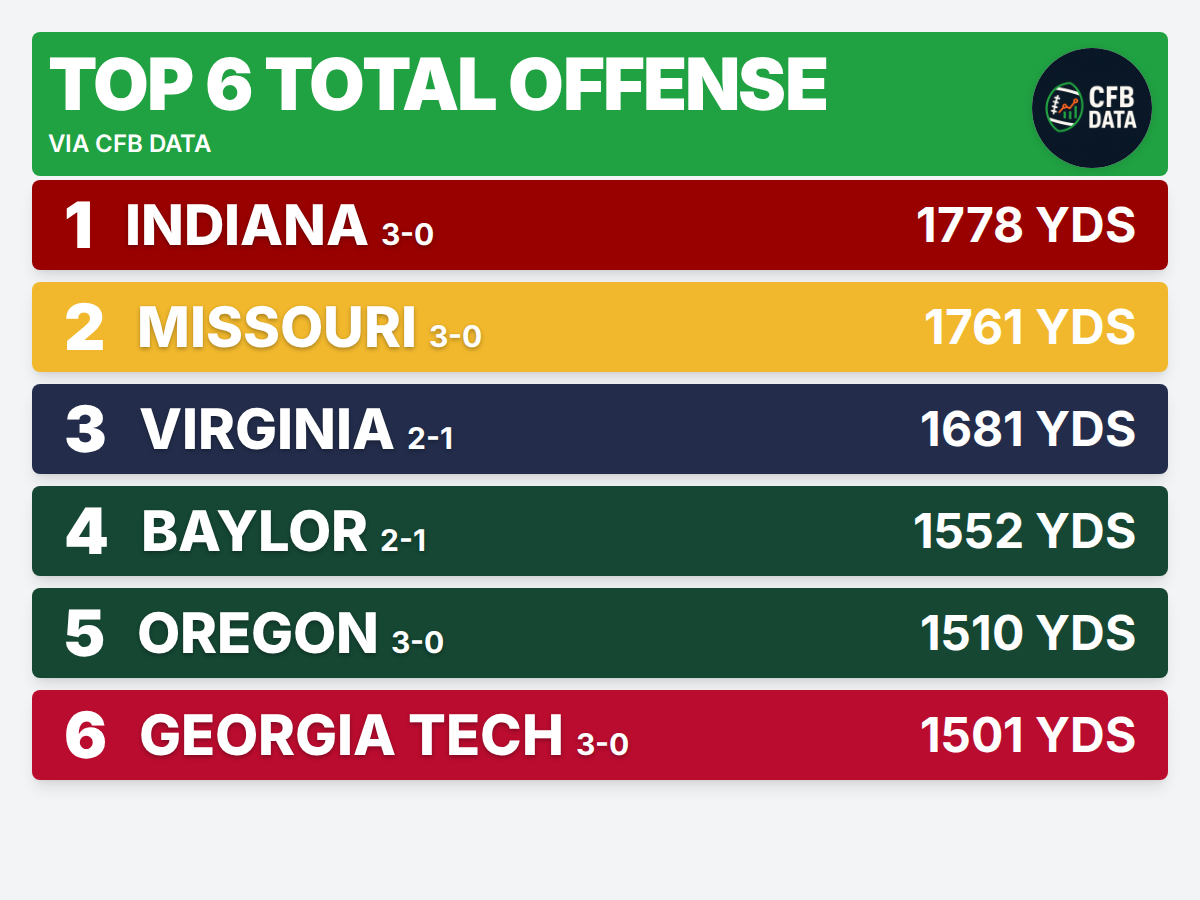 TOP 6 TOTAL OFFENSE
VIA CFB DATA
CFB
DATA
1 INDIANA 3-0 1778 YDS
2 MISSOURI 3-0 1761 YDS
3 VIRGINIA 2-1 1681 YDS
4 BAYLOR 2-1 1552 YDS
5 OREGON 3-0 1510 YDS
6 GEORGIA TECH 3-0 1501 YDS